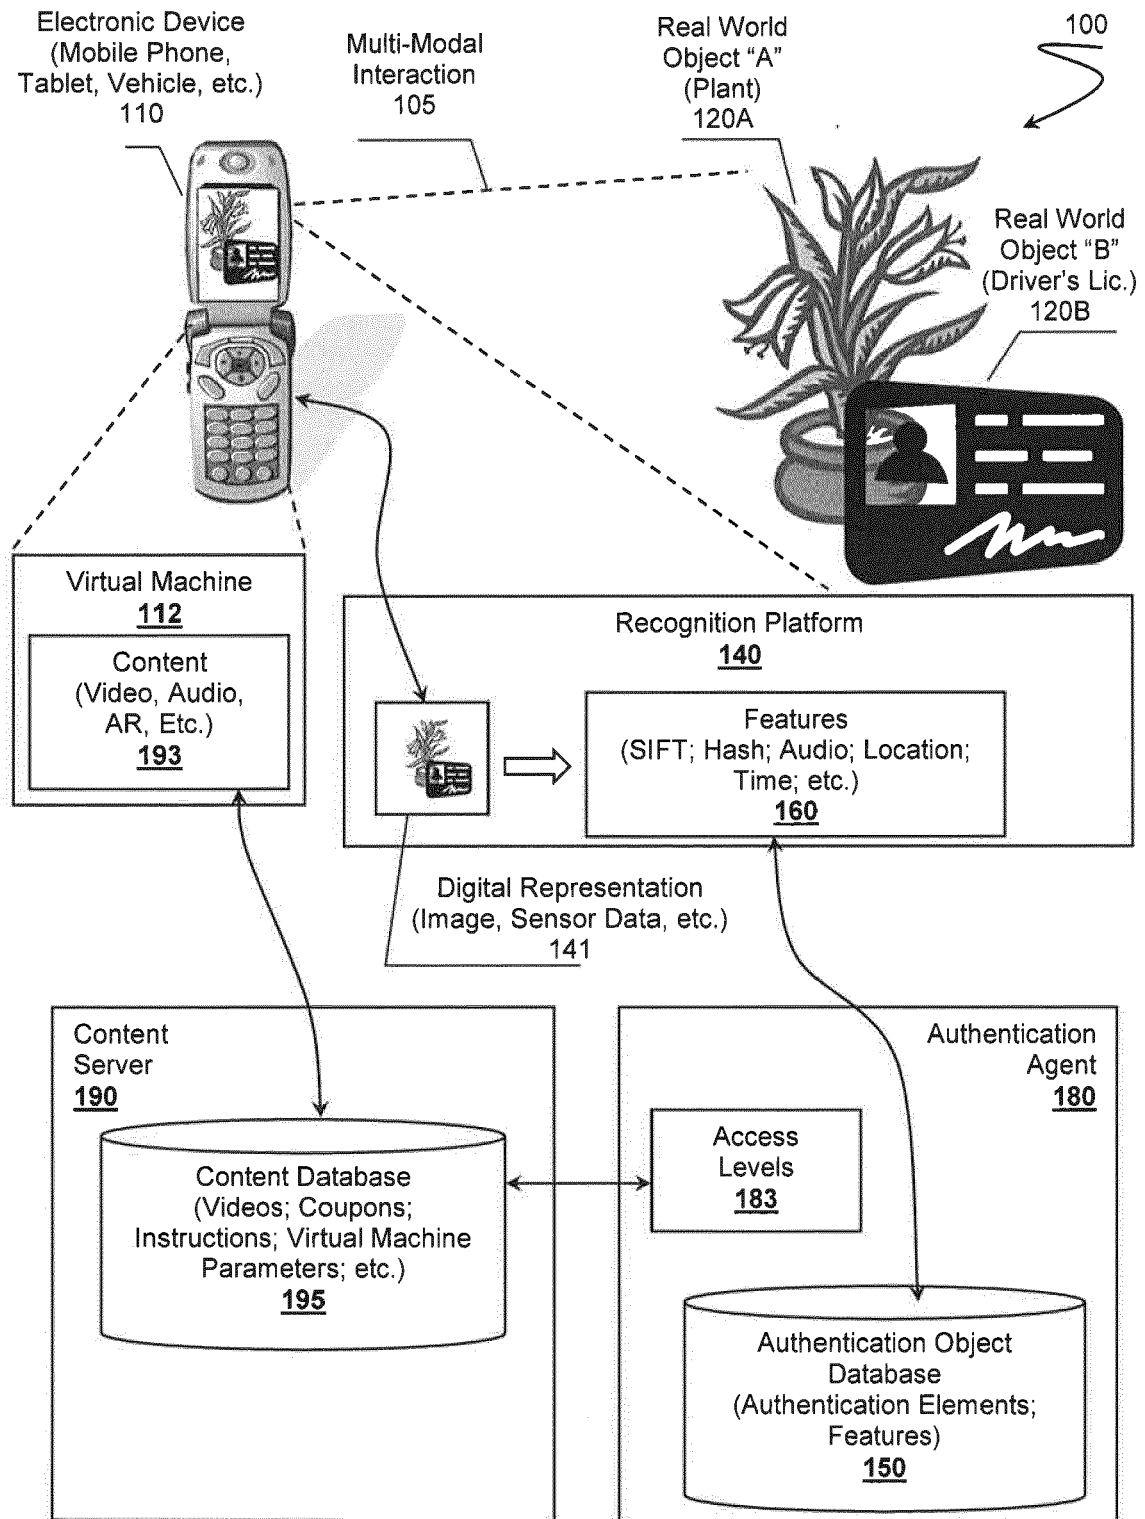 Electronic Device
(Mobile Phone,
Tablet, Vehicle, etc.)
110
Multi-Modal
Interaction
105
Real World
Object “A”
(Plant)
120A
100
Real World
Object “B”
(Driver's Lic.)
120B
Virtual Machine
112
Content
(Video, Audio,
AR, Etc.)
193
Recognition Platform
140
Features
(SIFT; Hash; Audio; Location;
Time; etc.)
160
Digital Representation
(Image, Sensor Data, etc.)
141
Content
Server
190
Content Database
(Videos; Coupons;
Instructions; Virtual Machine
Parameters; etc.)
195
Authentication
Agent
180
Access
Levels
183
Authentication Object
Database
(Authentication Elements;
Features)
150